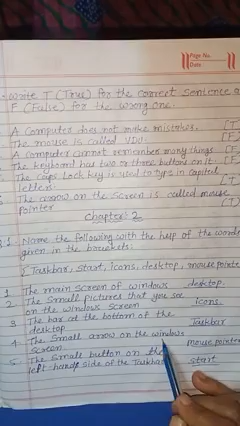 Page No.
Date
- Write T (True) for the correct sentence a
F (False) for the wrong one.
A computer does not make mistakes. [T
The mouse is called VDU. [F
A computer cannot remember many things [F
The keyboard has two or three buttons on it. [F
The Caps Lock key is used to type in capital
letters. [T
The arrow on the screen is called mouse
pointer (T)
Chapter: 2
Q.1. Name the following with the help of the words
given in the brackets.
[Taskbar, start, icons, desktop, mouse pointe
1 The main screen of windows desktop.
2 The small pictures that you see
on the windows screen Icons.
3 The bar at the bottom of the
desktop Taskbar
4 The small arrow on the windows
screen. mouse pointe
5 The small button on the
left hand side of the Taskbar start